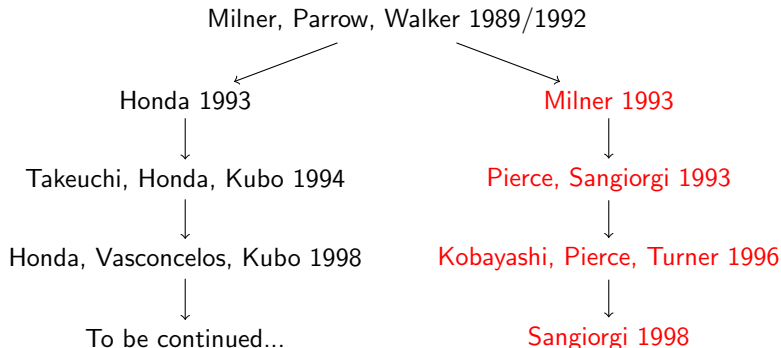 Milner, Parrow, Walker 1989/1992
Honda 1993
Milner 1993
Takeuchi, Honda, Kubo 1994
Pierce, Sangiorgi 1993
Honda, Vasconcelos, Kubo 1998
Kobayashi, Pierce, Turner 1996
To be continued...
Sangiorgi 1998